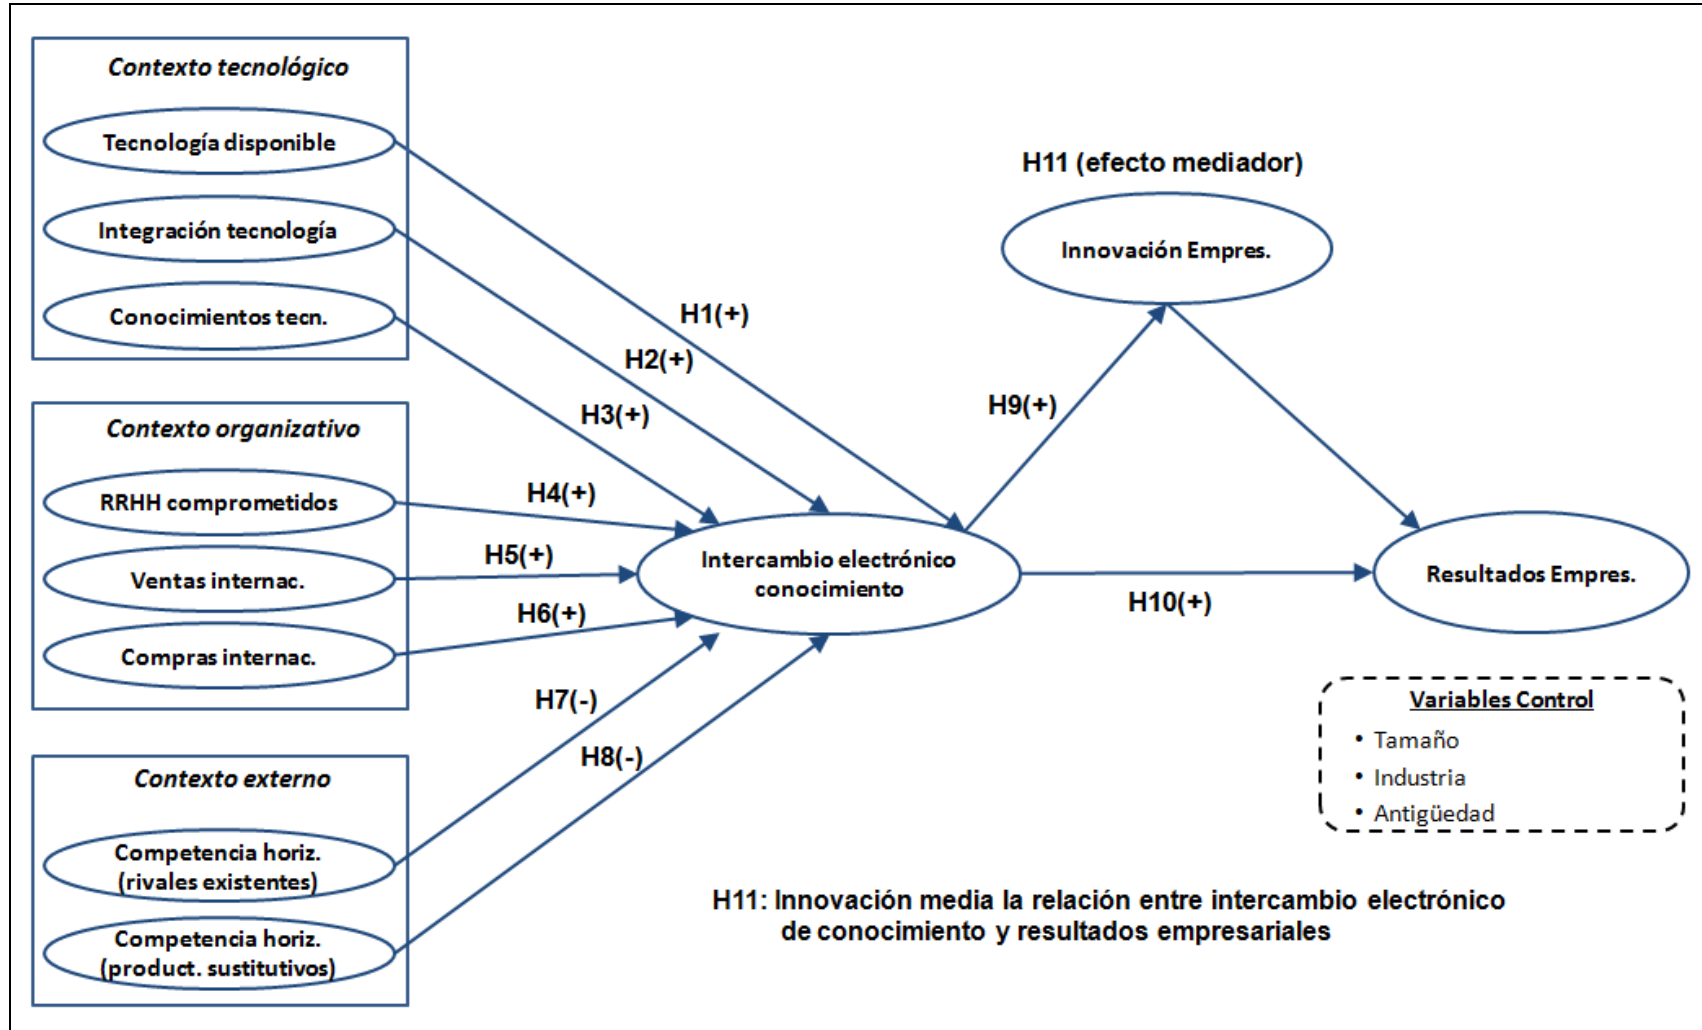 Contexto tecnológico
Tecnología disponible
Integración tecnología
Conocimientos tecn.
Contexto organizativo
RRHH comprometidos
Ventas internac.
Compras internac.
Contexto externo
Competencia horiz.
(rivales existentes)
Competencia horiz.
(product. sustitutivos)
H1(+)
H2(+)
H3(+)
H4(+)
H5(+)
H6(+)
H7(-)
H8(-)
Intercambio electrónico
conocimiento
H9(+)
H10(+)
H11 (efecto mediador)
Innovación Empres.
Resultados Empres.
Variables Control
• Tamaño
• Industria
• Antigüedad
H11: Innovación media la relación entre intercambio electrónico
de conocimiento y resultados empresariales